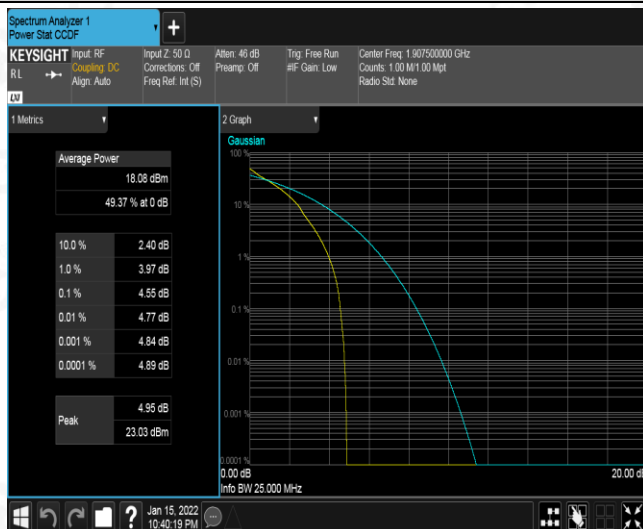 Spectrum Analyzer 1
Power Stat CCDF
+
KEYSIGHT
RL
LXI
Input: RF
Coupling: DC
Align: Auto
Input Z: 50 Ω
Corrections: Off
Freq Ref: Int (S)
Atten: 46 dB
Preamp: Off
Trig: Free Run
#IF Gain: Low
Center Freq: 1.907500000 GHz
Counts: 1.00 M/1.00 Mpt
Radio Std: None
1 Metrics
Average Power
18.08 dBm
49.37 % at 0 dB
10.0 % 2.40 dB
1.0 % 3.97 dB
0.1 % 4.55 dB
0.01 % 4.77 dB
0.001 % 4.84 dB
0.0001 % 4.89 dB
Peak
4.95 dB
23.03 dBm
2 Graph
Gaussian
100 %
10 %
1 %
0.1 %
0.01 %
0.001 %
0.0001 %
0.00 dB
20.00 dB
Info BW 25.000 MHz
?
Jan 15, 2022
10:40:19 PM